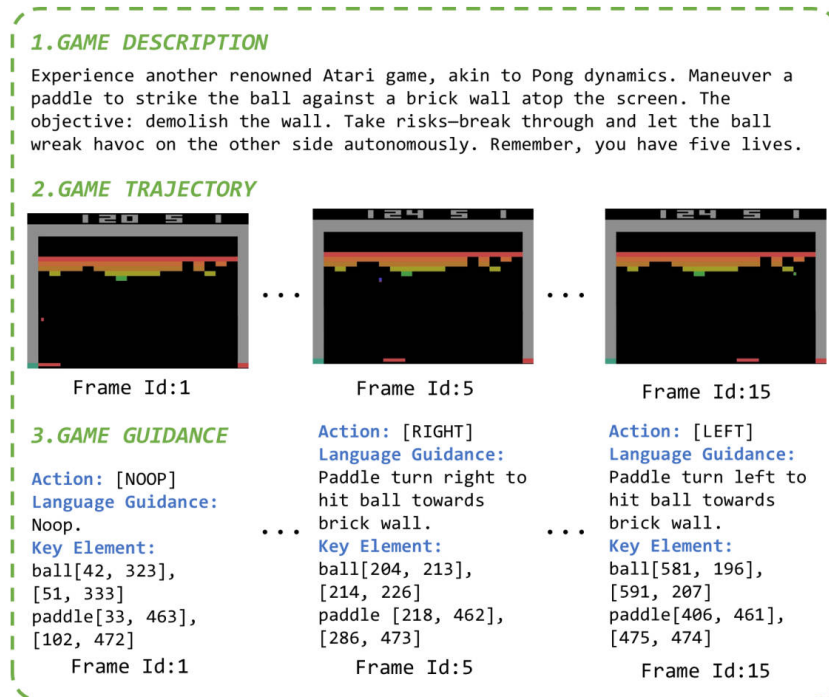 1.GAME DESCRIPTION
Experience another renowned Atari game, akin to Pong dynamics. Maneuver a
paddle to strike the ball against a brick wall atop the screen. The
objective: demolish the wall. Take risks—break through and let the ball
wreak havoc on the other side autonomously. Remember, you have five lives.
2.GAME TRAJECTORY
120 5 1
124 5 1
124 5 1
... ...
Frame Id:1
Frame Id:5
Frame Id:15
3.GAME GUIDANCE
Action: [NOOP]
Language Guidance:
Noop.
Key Element:
ball[42, 323],
[51, 333]
paddle[33, 463],
[102, 472]
Frame Id:1
...
Action: [RIGHT]
Language Guidance:
Paddle turn right to
hit ball towards
brick wall.
Key Element:
ball[204, 213],
[214, 226]
paddle [218, 462],
[286, 473]
Frame Id:5
...
Action: [LEFT]
Language Guidance:
Paddle turn left to
hit ball towards
brick wall.
Key Element:
ball[581, 196],
[591, 207]
paddle[406, 461],
[475, 474]
Frame Id:15